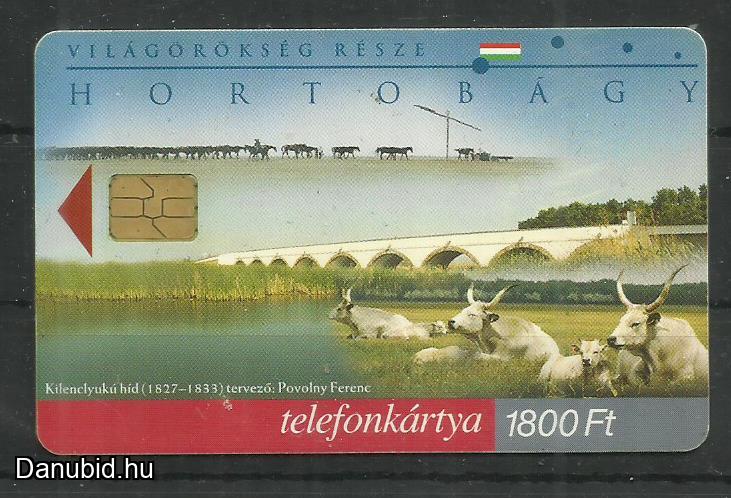 VILÁGÖRÖKSÉG RÉSZE
HORTOBÁGY
Kilenclyukú híd (1827–1833) tervező: Povolny Ferenc
telefonkártya 1800 Ft
Danubid.hu